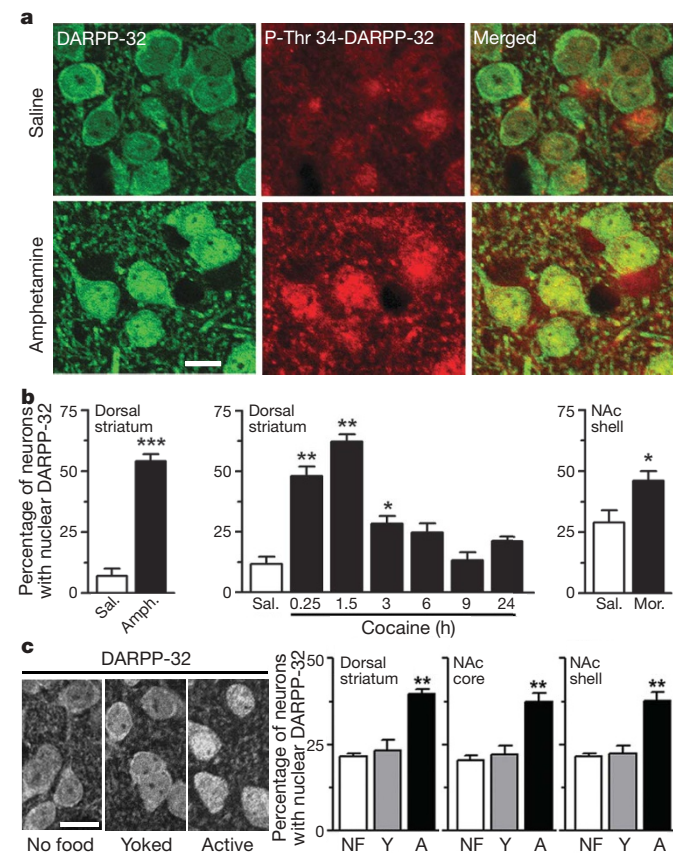 a
DARPP-32 P-Thr 34-DARPP-32 Merged
Saline
Amphetamine
b
Percentage of neurons
with nuclear DARPP-32
75
50
25
0
Dorsal
striatum
***
Sal. Amph.
75
50
25
0
Dorsal
striatum
**
**
*
Sal. 0.25 1.5 3 6 9 24
Cocaine (h)
75
50
25
0
NAc
shell
*
Sal. Mor.
c
DARPP-32
No food Yoked Active
Percentage of neurons
with nuclear DARPP-32
50
25
0
Dorsal
striatum
**
NF Y A
NAc
core
**
NF Y A
NAc
shell
**
NF Y A